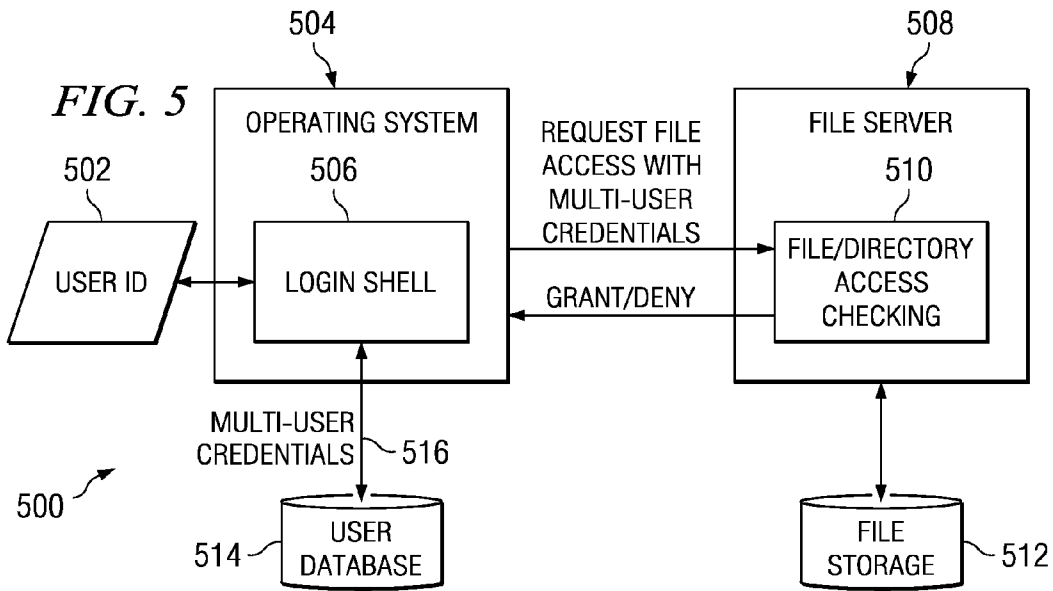 FIG. 5
504
508
OPERATING SYSTEM
FILE SERVER
REQUEST FILE
ACCESS WITH
MULTI-USER
CREDENTIALS
502
506
510
USER ID
LOGIN SHELL
FILE/DIRECTORY
ACCESS
CHECKING
GRANT/DENY
MULTI-USER
CREDENTIALS
516
500
514
USER
DATABASE
FILE
STORAGE
512